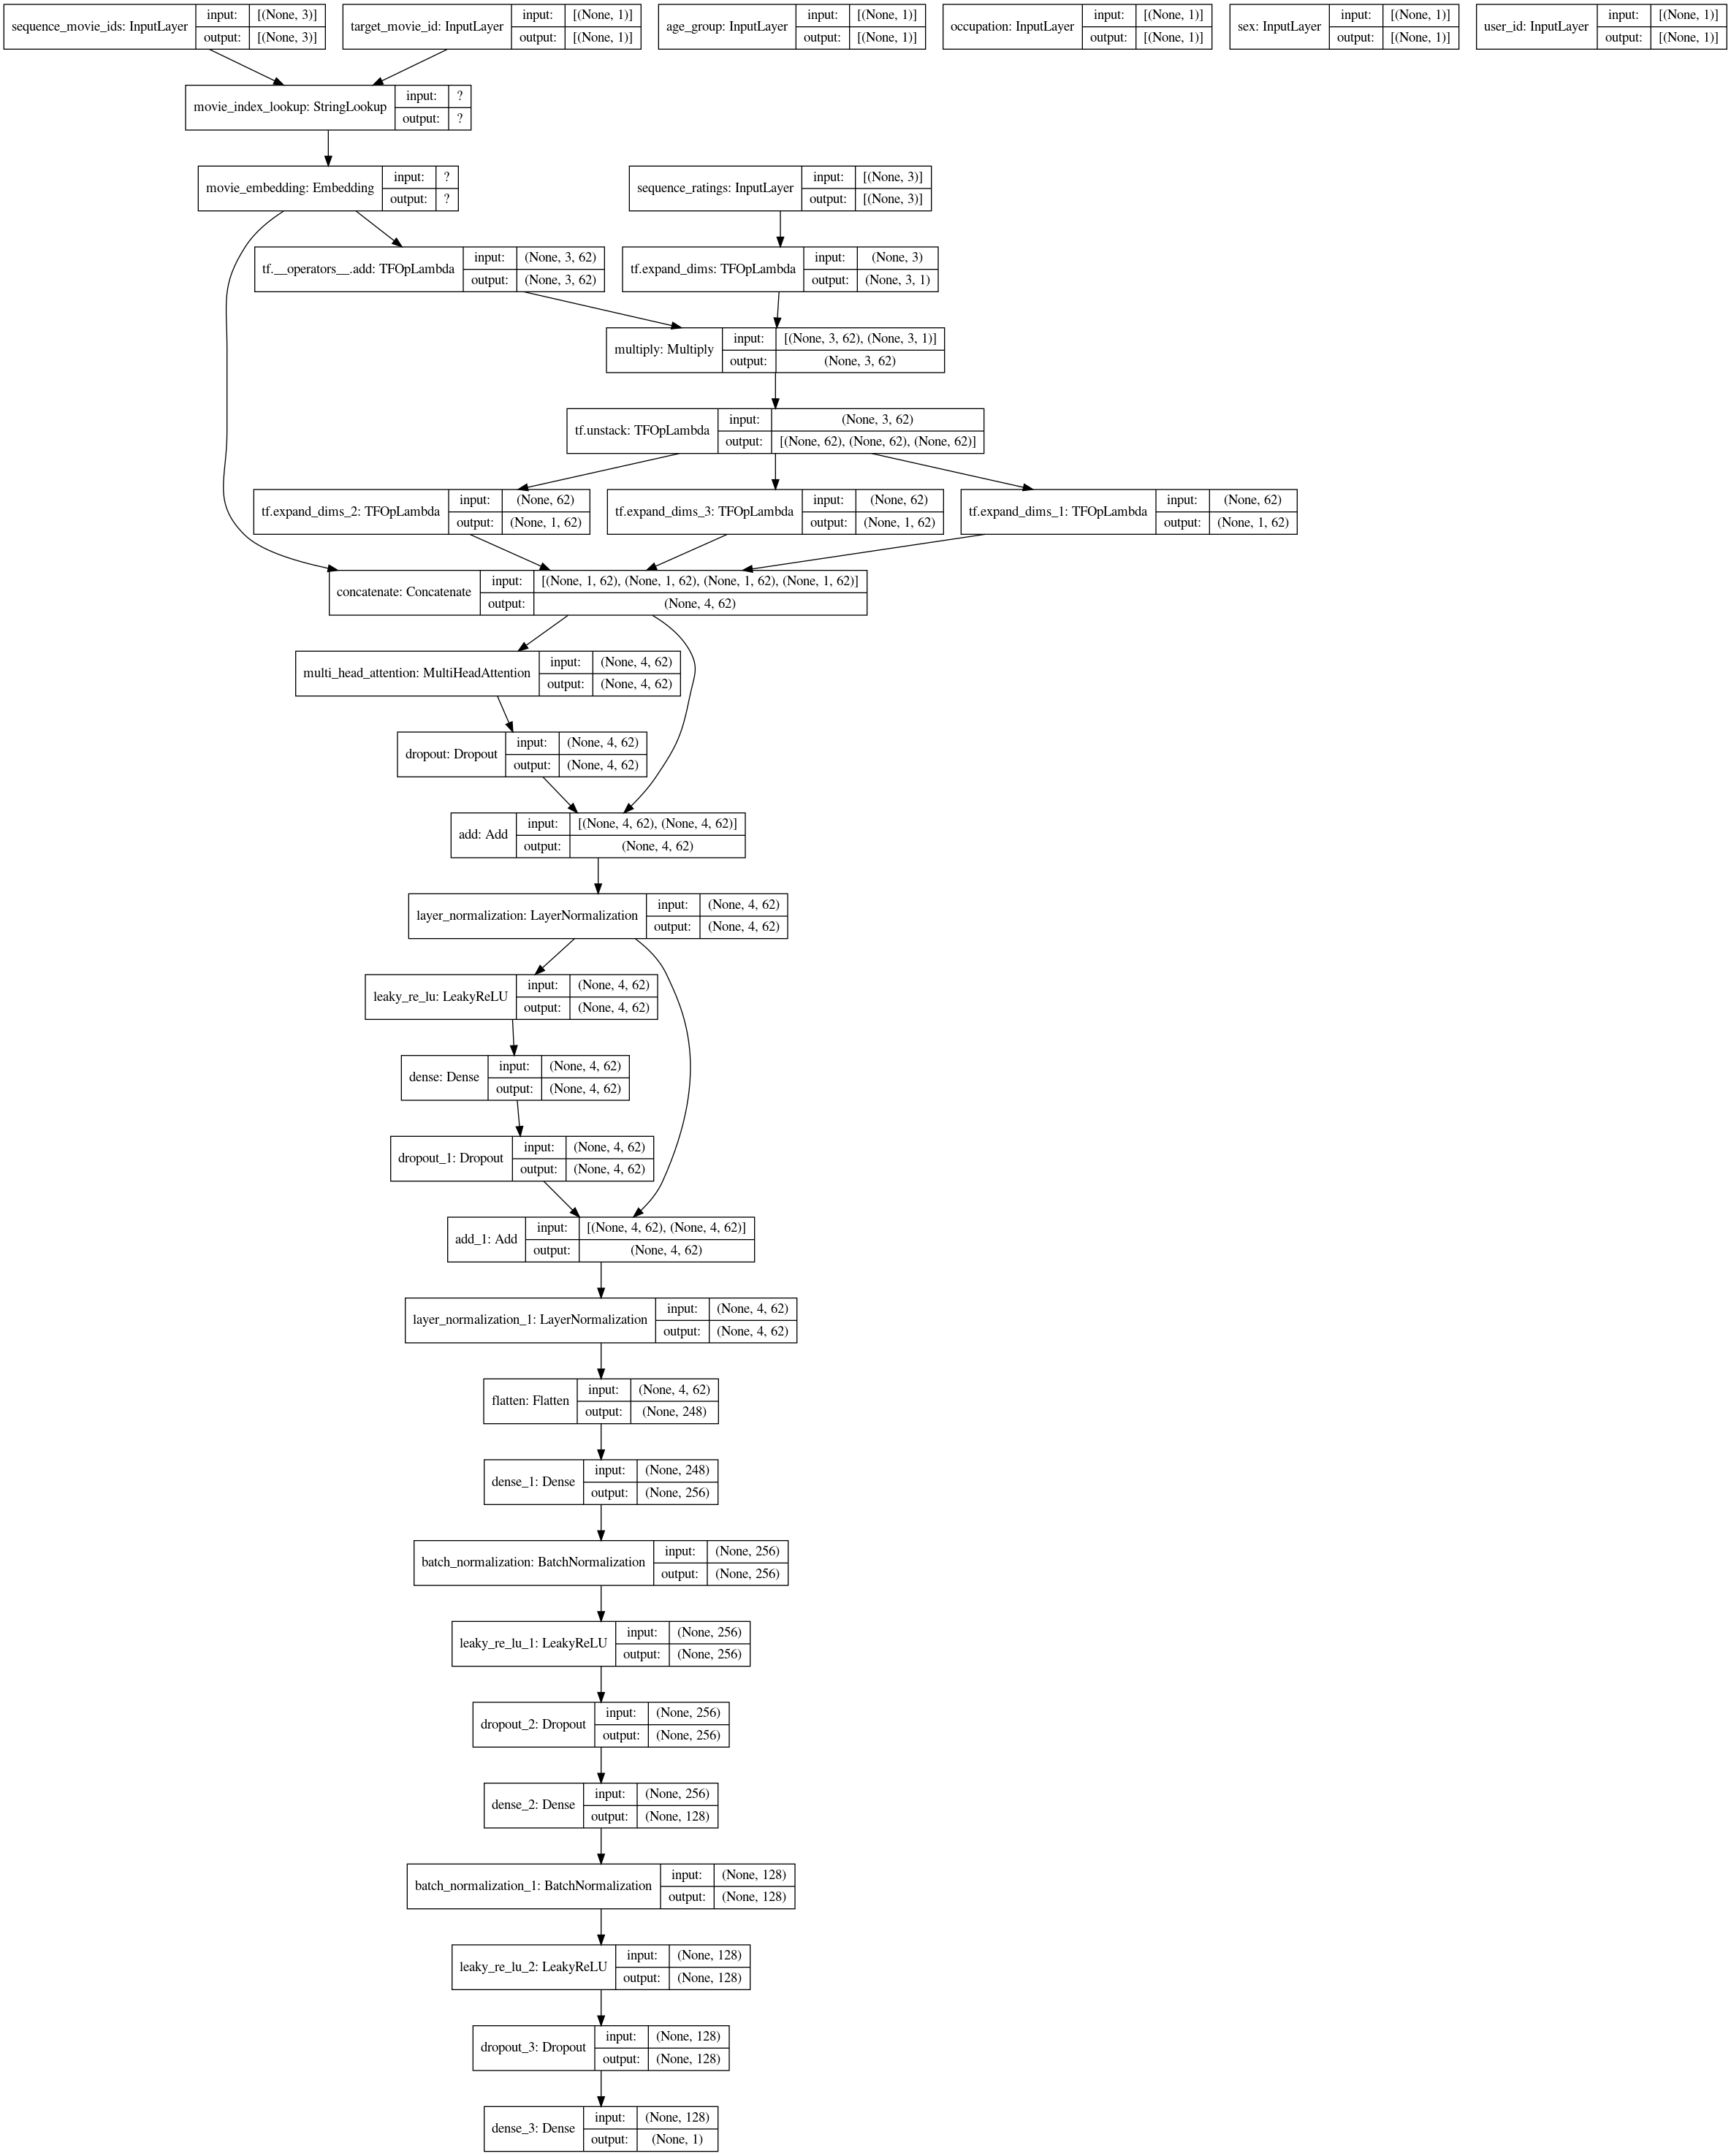 sequence_movie_ids: InputLayer
input: [(None, 3)]
output: [(None, 3)]
target_movie_id: InputLayer
input: [(None, 1)]
output: [(None, 1)]
age_group: InputLayer
input: [(None, 1)]
output: [(None, 1)]
occupation: InputLayer
input: [(None, 1)]
output: [(None, 1)]
sex: InputLayer
input: [(None, 1)]
output: [(None, 1)]
user_id: InputLayer
input: [(None, 1)]
output: [(None, 1)]
movie_index_lookup: StringLookup
input: ?
output: ?
movie_embedding: Embedding
input: ?
output: ?
sequence_ratings: InputLayer
input: [(None, 3)]
output: [(None, 3)]
tf.__operators__.add: TFOpLambda
input: (None, 3, 62)
output: (None, 3, 62)
tf.expand_dims: TFOpLambda
input: (None, 3)
output: (None, 3, 1)
multiply: Multiply
input: [(None, 3, 62), (None, 3, 1)]
output: (None, 3, 62)
tf.unstack: TFOpLambda
input: (None, 3, 62)
output: [(None, 62), (None, 62), (None, 62)]
tf.expand_dims_2: TFOpLambda
input: (None, 62)
output: (None, 1, 62)
tf.expand_dims_3: TFOpLambda
input: (None, 62)
output: (None, 1, 62)
tf.expand_dims_1: TFOpLambda
input: (None, 62)
output: (None, 1, 62)
concatenate: Concatenate
input: [(None, 1, 62), (None, 1, 62), (None, 1, 62), (None, 1, 62)]
output: (None, 4, 62)
multi_head_attention: MultiHeadAttention
input: (None, 4, 62)
output: (None, 4, 62)
dropout: Dropout
input: (None, 4, 62)
output: (None, 4, 62)
add: Add
input: [(None, 4, 62), (None, 4, 62)]
output: (None, 4, 62)
layer_normalization: LayerNormalization
input: (None, 4, 62)
output: (None, 4, 62)
leaky_re_lu: LeakyReLU
input: (None, 4, 62)
output: (None, 4, 62)
dense: Dense
input: (None, 4, 62)
output: (None, 4, 62)
dropout_1: Dropout
input: (None, 4, 62)
output: (None, 4, 62)
add_1: Add
input: [(None, 4, 62), (None, 4, 62)]
output: (None, 4, 62)
layer_normalization_1: LayerNormalization
input: (None, 4, 62)
output: (None, 4, 62)
flatten: Flatten
input: (None, 4, 62)
output: (None, 248)
dense_1: Dense
input: (None, 248)
output: (None, 256)
batch_normalization: BatchNormalization
input: (None, 256)
output: (None, 256)
leaky_re_lu_1: LeakyReLU
input: (None, 256)
output: (None, 256)
dropout_2: Dropout
input: (None, 256)
output: (None, 256)
dense_2: Dense
input: (None, 256)
output: (None, 128)
batch_normalization_1: BatchNormalization
input: (None, 128)
output: (None, 128)
leaky_re_lu_2: LeakyReLU
input: (None, 128)
output: (None, 128)
dropout_3: Dropout
input: (None, 128)
output: (None, 128)
dense_3: Dense
input: (None, 128)
output: (None, 1)